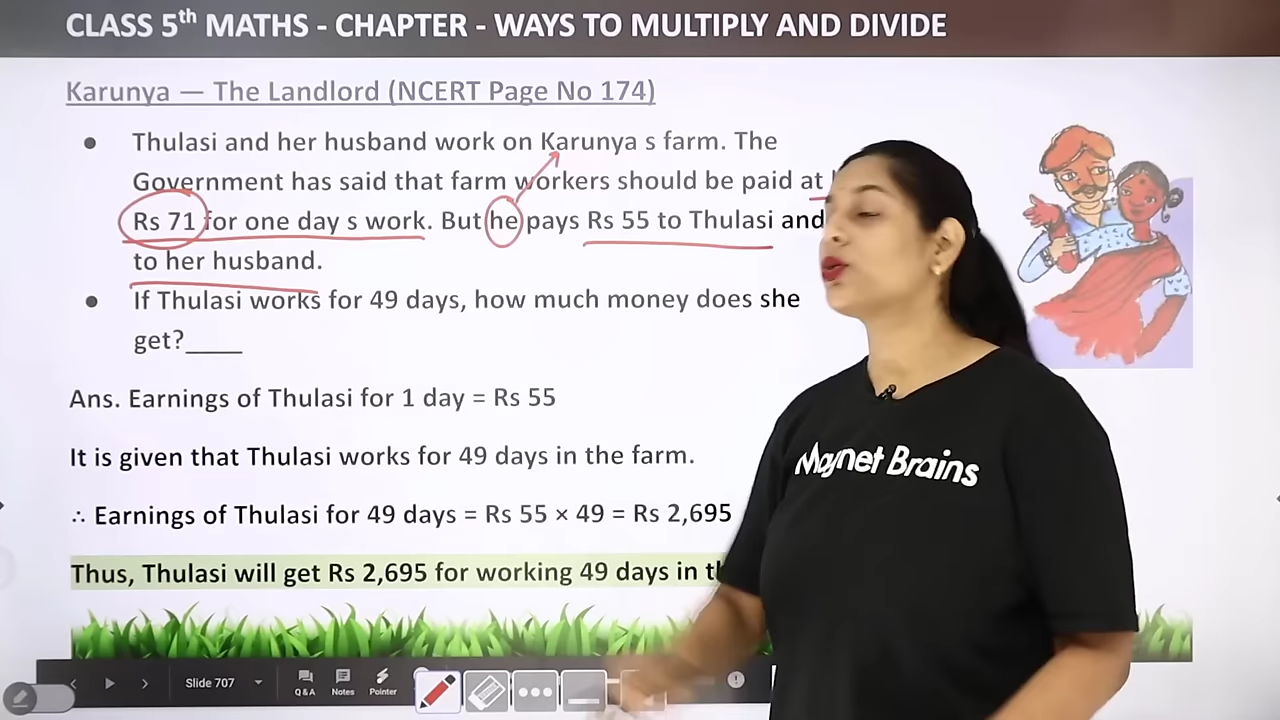 CLASS 5th MATHS - CHAPTER - WAYS TO MULTIPLY AND DIVIDE
Karunya — The Landlord (NCERT Page No 174)
● Thulasi and her husband work on Karunya s farm. The
Government has said that farm workers should be paid at
Rs 71 for one day s work. But he pays Rs 55 to Thulasi and
to her husband.
● If Thulasi works for 49 days, how much money does she
get?____
Ans. Earnings of Thulasi for 1 day = Rs 55
It is given that Thulasi works for 49 days in the farm.
∴ Earnings of Thulasi for 49 days = Rs 55 × 49 = Rs 2,695
Thus, Thulasi will get Rs 2,695 for working 49 days in
Magnet Brains
Slide 707
Q&A
Notes
Pointer